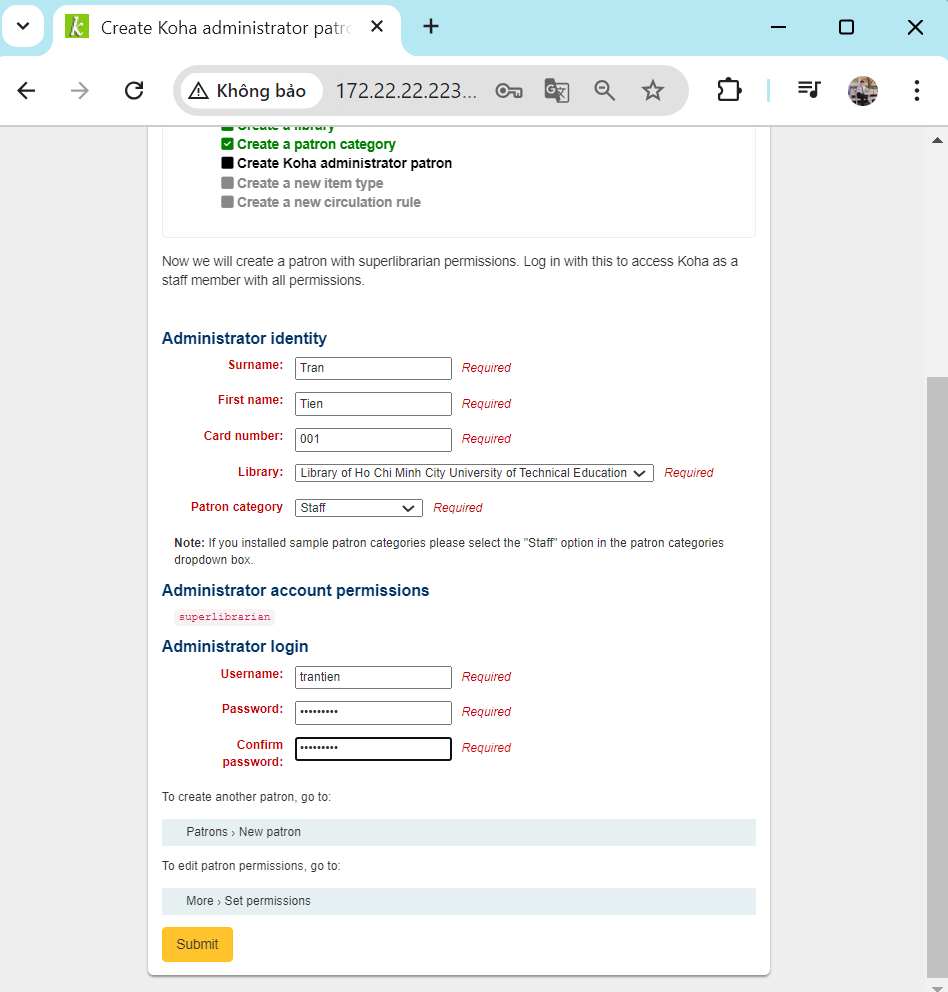 Create Koha administrator patro
Không bảo
172.22.22.223...
Create a library
Create a patron category
Create Koha administrator patron
Create a new item type
Create a new circulation rule
Now we will create a patron with superlibrarian permissions. Log in with this to access Koha as a
staff member with all permissions.
Administrator identity
Surname: Tran Required
First name: Tien Required
Card number: 001 Required
Library: Library of Ho Chi Minh City University of Technical Education Required
Patron category Staff Required
Note: If you installed sample patron categories please select the "Staff" option in the patron categories
dropdown box.
Administrator account permissions
superlibrarian
Administrator login
Username: trantien Required
Password: ••••••••• Required
Confirm
password: ••••••••• Required
To create another patron, go to:
Patrons › New patron
To edit patron permissions, go to:
More › Set permissions
Submit